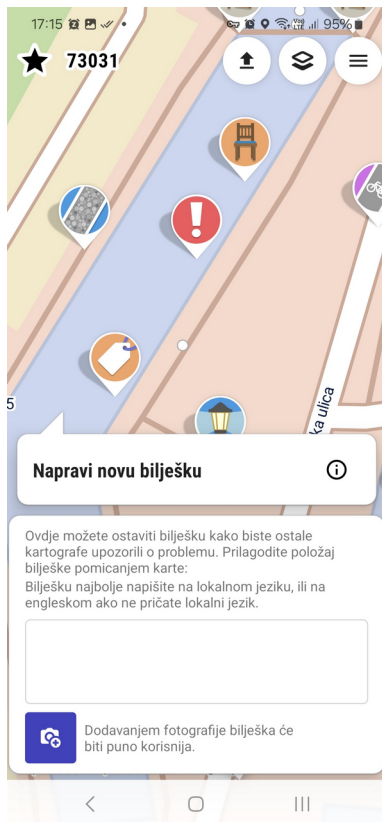 17:15
95%
73031
5
ka ulica
Napravi novu bilješku
Ovdje možete ostaviti bilješku kako biste ostale
kartografe upozorili o problemu. Prilagodite položaj
bilješke pomicanjem karte:
Bilješku najbolje napišite na lokalnom jeziku, ili na
engleskom ako ne pričate lokalni jezik.
Dodavanjem fotografije bilješka će
biti puno korisnija.